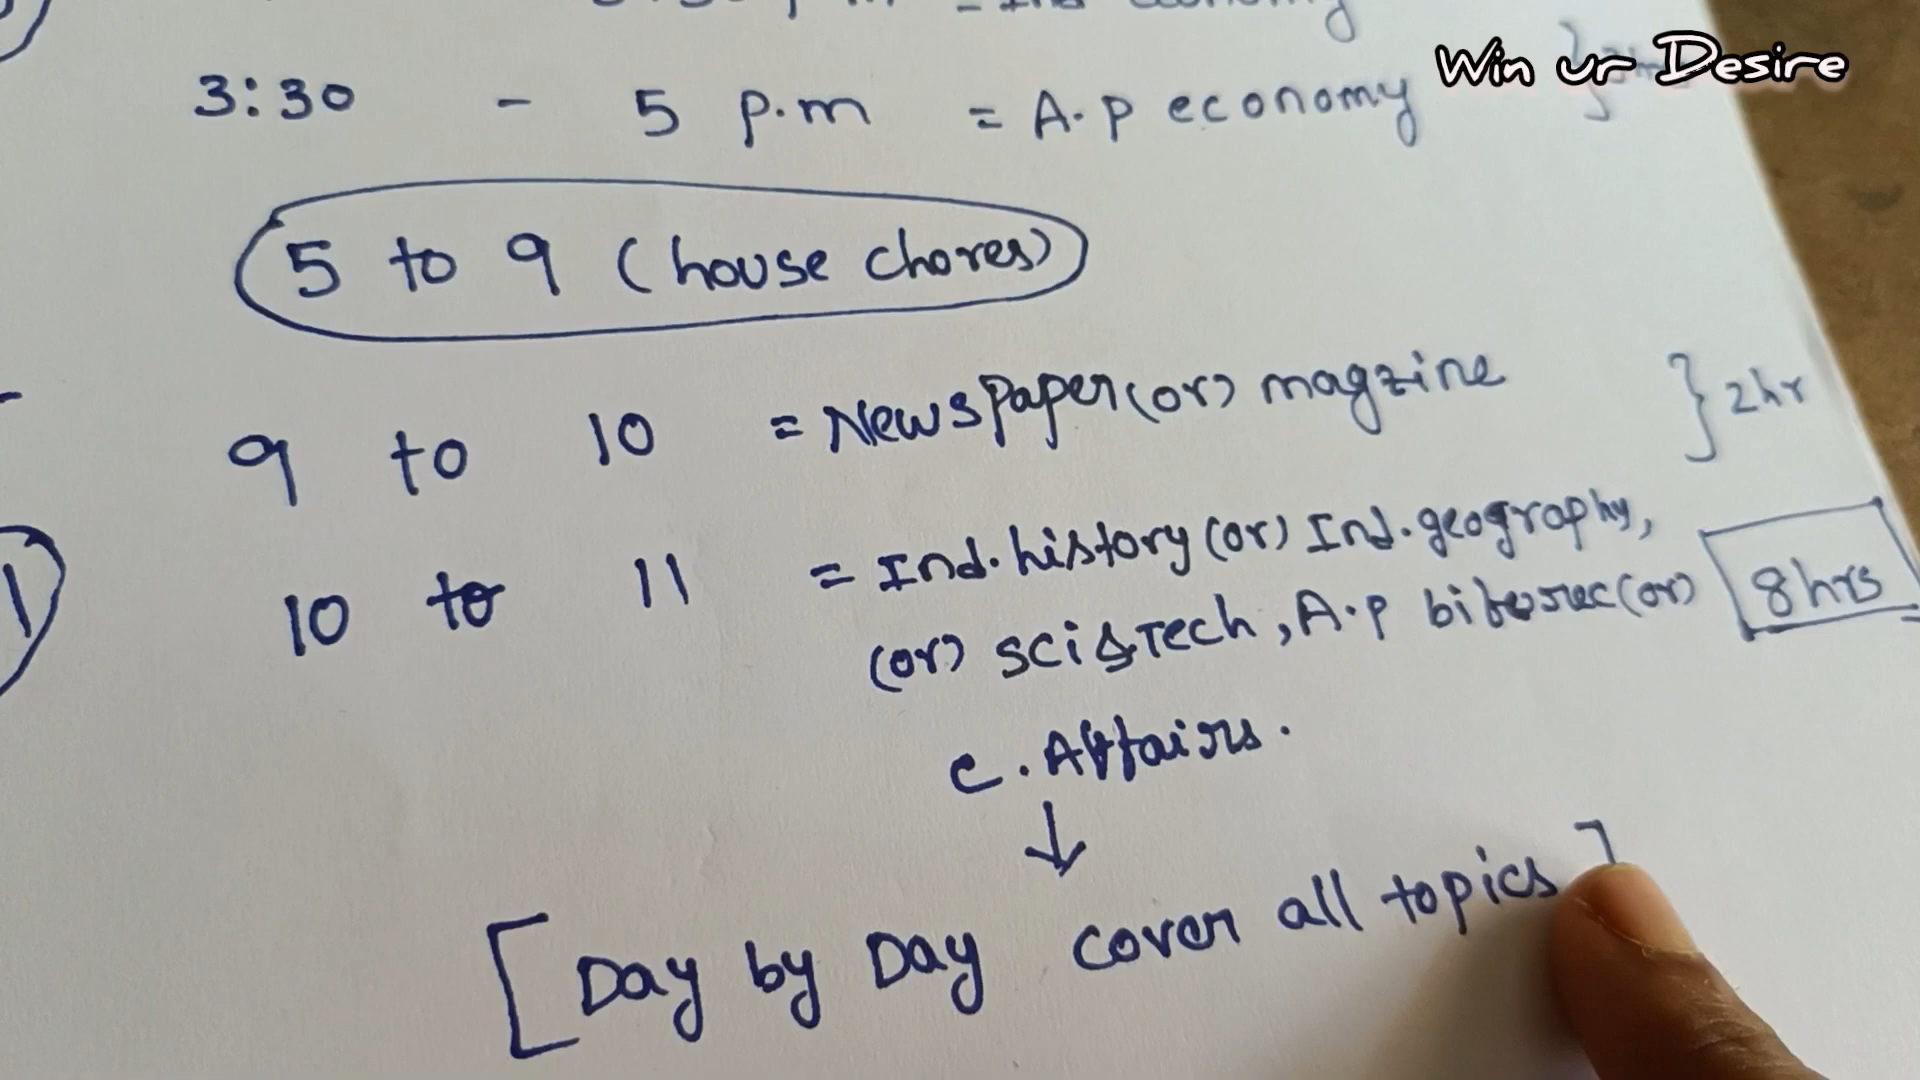 economy
Win ur Desire
3:30 - 5 p.m = A.p economy
5 to 9 (house chores)
9 to 10 = Newspaper (or) magzine } 2hr
10 to 11 = Ind. history (or) Ind. geography,
(or) sci & Tech, A.p (or) 8hrs
c. Affairs.
↓
[Day by Day cover all topics]